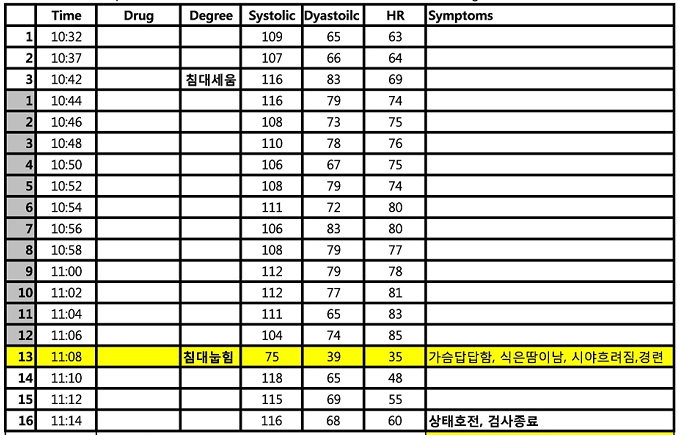 Time Drug Degree Systolic Dyastoilc HR Symptoms
1 10:32 109 65 63
2 10:37 107 66 64
3 10:42 침대세움 116 83 69
1 10:44 116 79 74
2 10:46 108 73 75
3 10:48 110 78 76
4 10:50 106 67 75
5 10:52 108 79 74
6 10:54 111 72 80
7 10:56 106 83 80
8 10:58 108 79 77
9 11:00 112 79 78
10 11:02 112 77 81
11 11:04 111 65 83
12 11:06 104 74 85
13 11:08 침대눕힘 75 39 35 가슴답답함, 식은땀이남, 시야흐려짐,경련
14 11:10 118 65 48
15 11:12 115 69 55
16 11:14 116 68 60 상태호전, 검사종료